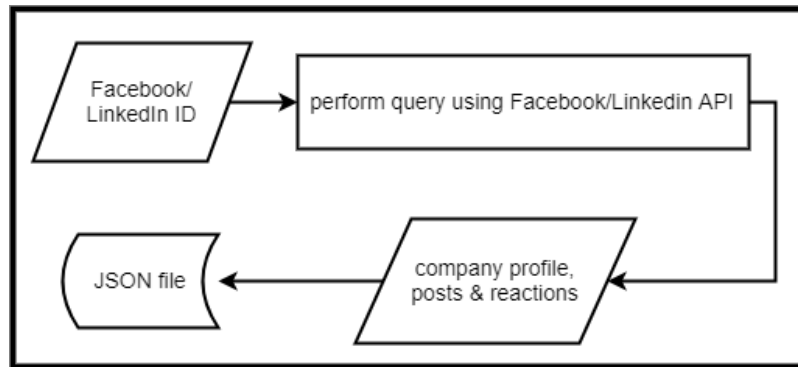 Facebook/
LinkedIn ID
perform query using Facebook/Linkedin API
company profile,
posts & reactions
JSON file